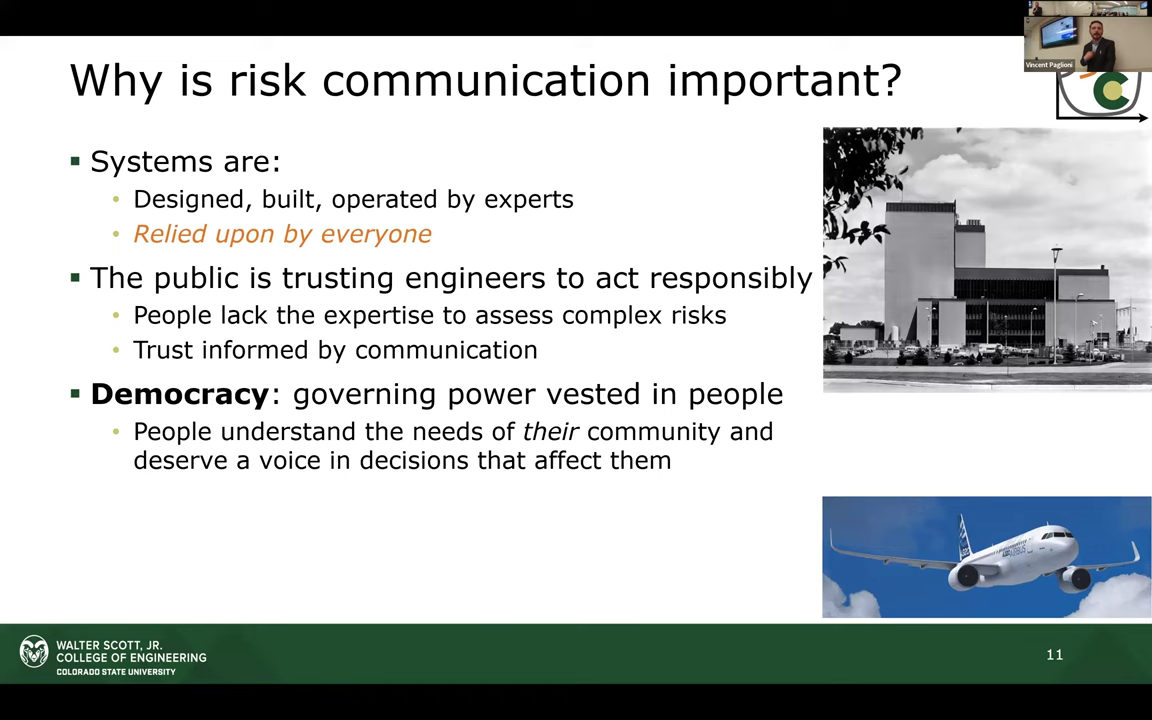 Vincent Paglioni
Why is risk communication important?
▪ Systems are:
• Designed, built, operated by experts
• Relied upon by everyone
▪ The public is trusting engineers to act responsibly
• People lack the expertise to assess complex risks
• Trust informed by communication
▪ Democracy: governing power vested in people
• People understand the needs of their community and
deserve a voice in decisions that affect them
AIRBUS
WALTER SCOTT, JR.
COLLEGE OF ENGINEERING
COLORADO STATE UNIVERSITY
11